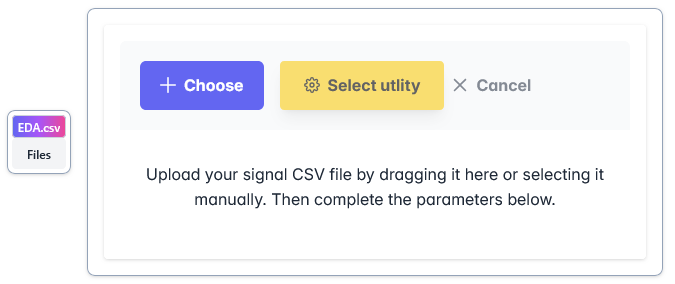 EDA.csv
Files
Choose
Select utlity
Cancel
Upload your signal CSV file by dragging it here or selecting it
manually. Then complete the parameters below.